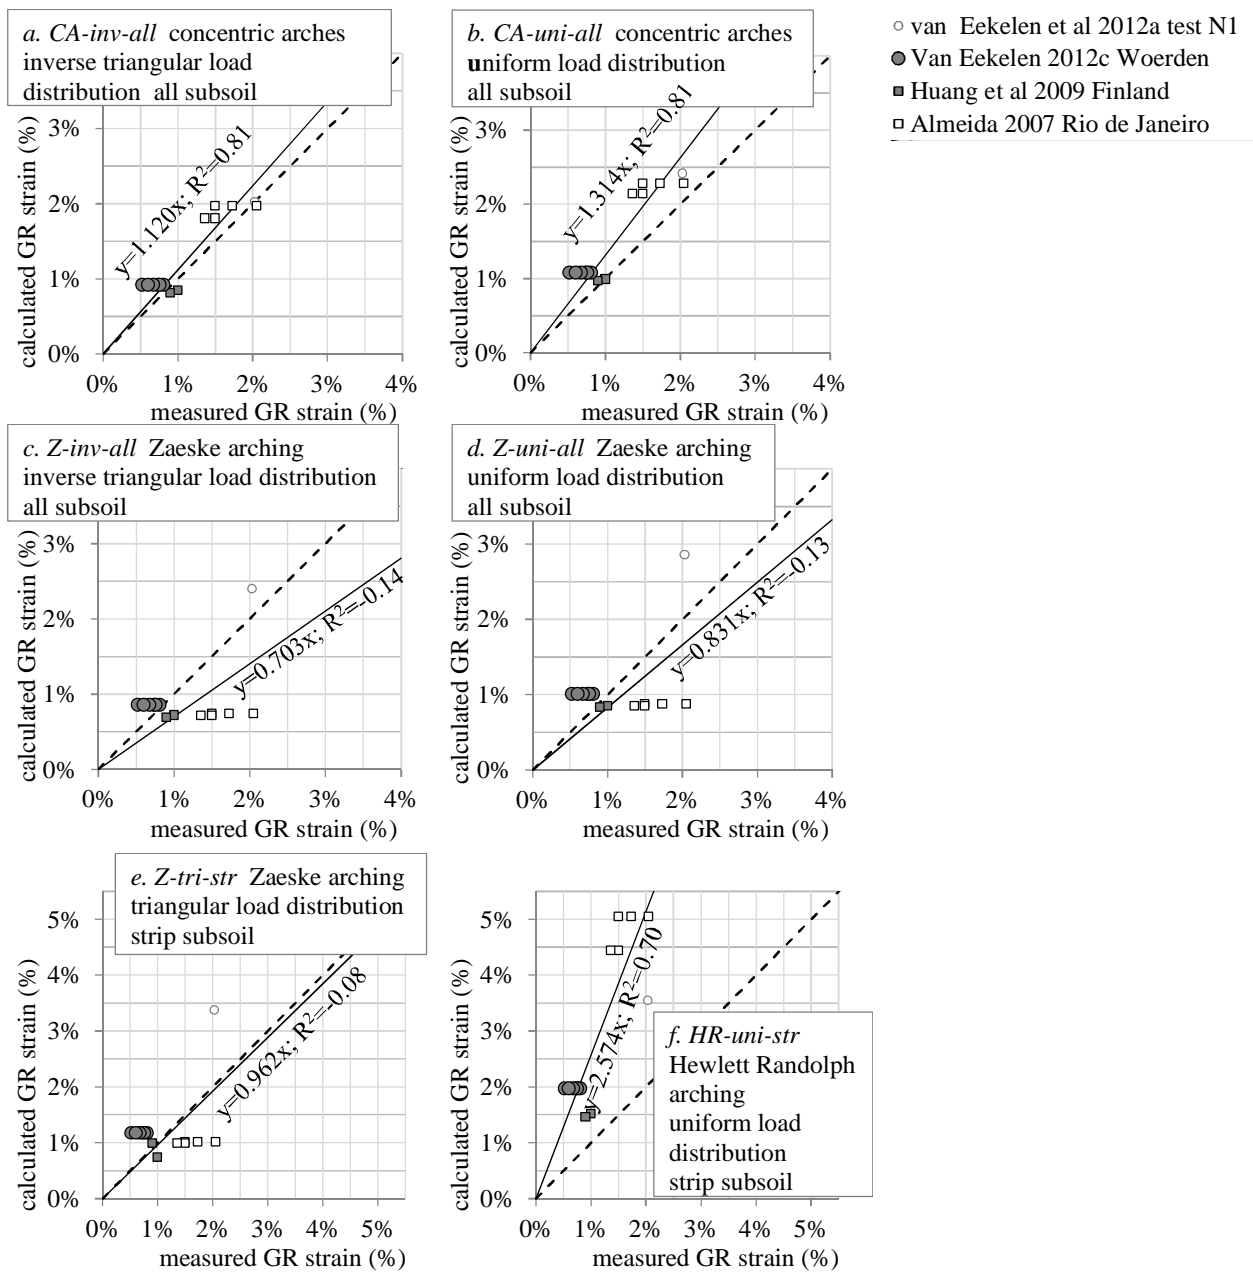 a. CA-inv-all concentric arches
inverse triangular load
distribution all subsoil
calculated GR strain (%)
3%
2%
1%
0%
y=1.120x; R²=0.81
0% 1% 2% 3% 4%
measured GR strain (%)
b. CA-uni-all concentric arches
uniform load distribution
all subsoil
calculated GR strain (%)
3%
2%
1%
0%
y=1.314x; R²=0.81
0% 1% 2% 3% 4%
measured GR strain (%)
van Eekelen et al 2012a test N1
Van Eekelen 2012c Woerden
Huang et al 2009 Finland
Almeida 2007 Rio de Janeiro
c. Z-inv-all Zaeske arching
inverse triangular load distribution
all subsoil
calculated GR strain (%)
3%
2%
1%
0%
y=0.703x; R²=-0.14
0% 1% 2% 3% 4%
measured GR strain (%)
d. Z-uni-all Zaeske arching
uniform load distribution
all subsoil
calculated GR strain (%)
3%
2%
1%
0%
y=0.831x; R²=-0.13
0% 1% 2% 3% 4%
measured GR strain (%)
e. Z-tri-str Zaeske arching
triangular load distribution
strip subsoil
calculated GR strain (%)
5%
4%
3%
2%
1%
0%
y=0.962x; R²=-0.08
0% 1% 2% 3% 4% 5%
measured GR strain (%)
calculated GR strain (%)
5%
4%
3%
2%
1%
0%
y=2.574x; R²=0.70
f. HR-uni-str
Hewlett Randolph
arching
uniform load
distribution
strip subsoil
0% 1% 2% 3% 4% 5%
measured GR strain (%)